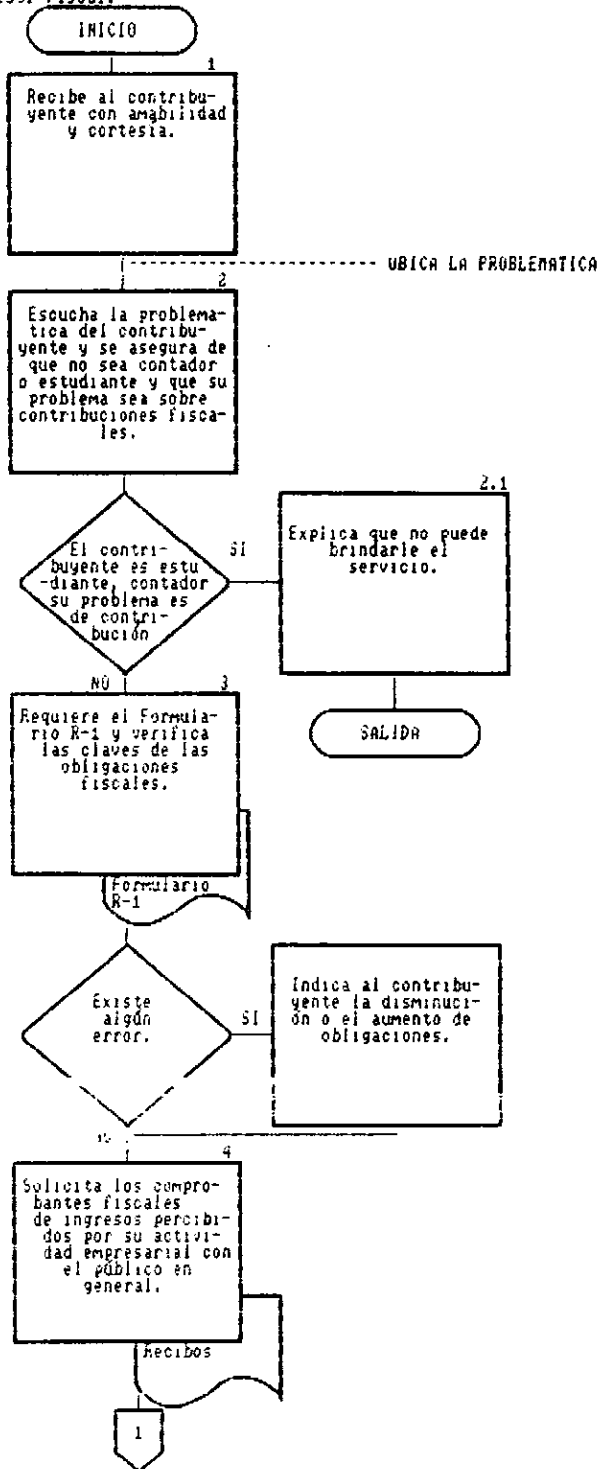 INICIO
1
Recibe al contribu-
yente con amabilidad
y cortesía.
UBICA LA PROBLEMATICA
2
Escucha la problema-
tica del contribu-
yente y se asegura de
que no sea contador
o estudiante y que su
problema sea sobre
contribuciones fisca-
les.
2.1
Explica que no puede
brindarle el
servicio.
El contri-
buyente es estu
-diante, contador
su problema es
de contri-
bución
SI
NO
SALIDA
3
Requiere el Formula-
rio R-1 y verifica
las claves de las
obligaciones
fiscales.
Formulario
R-1
Existe
algún
error.
SI
Indica al contribu-
yente la disminuci-
ón o el aumento de
obligaciones.
4
Solicita los compro-
bantes fiscales
de ingresos percibi-
dos por su activi-
dad empresarial con
el público en
general.
Recibos
1